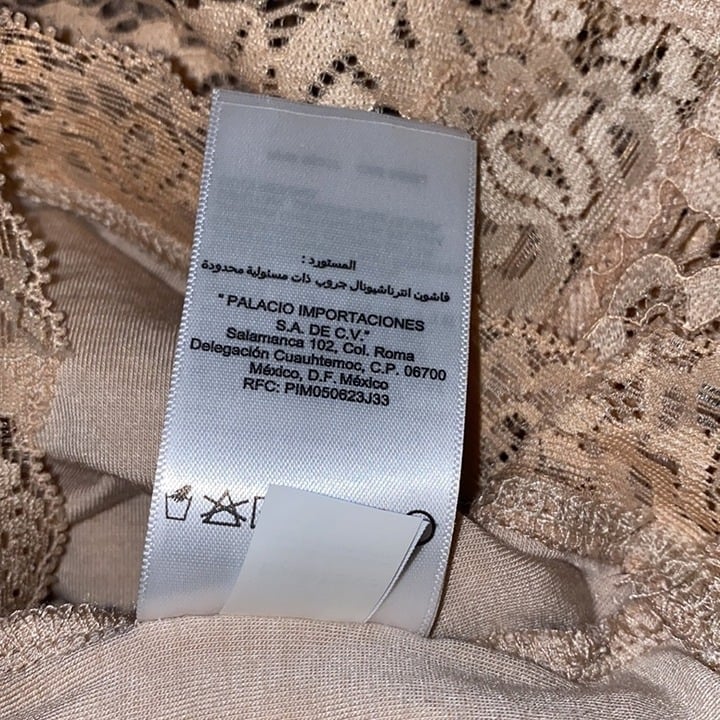 المستورد :
فاشون انترناشيونال جروب ذات مسئولية محدودة
" PALACIO IMPORTACIONES
S.A. DE C.V."
Salamanca 102, Col. Roma
Delegación Cuauhtemoc, C.P. 06700
México, D.F. México
RFC: PIM050623J33